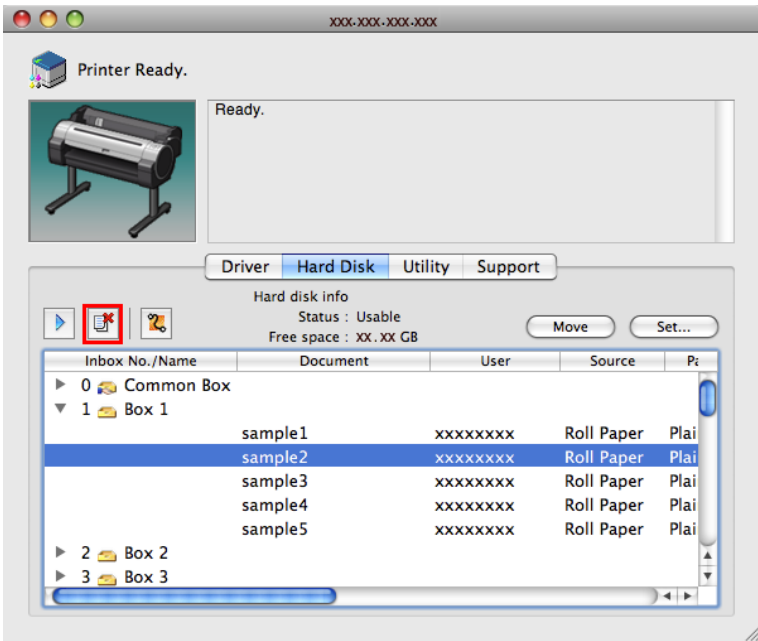 xxx.xxx.xxx.xxx
Printer Ready.
Ready.
Driver Hard Disk Utility Support
Hard disk info
Status : Usable
Free space : XX.XX GB
Move Set...
Inbox No./Name Document User Source Pa
0 Common Box
1 Box 1
sample1 xxxxxxxx Roll Paper Plai
sample2 xxxxxxxx Roll Paper Plai
sample3 xxxxxxxx Roll Paper Plai
sample4 xxxxxxxx Roll Paper Plai
sample5 xxxxxxxx Roll Paper Plai
2 Box 2
3 Box 3